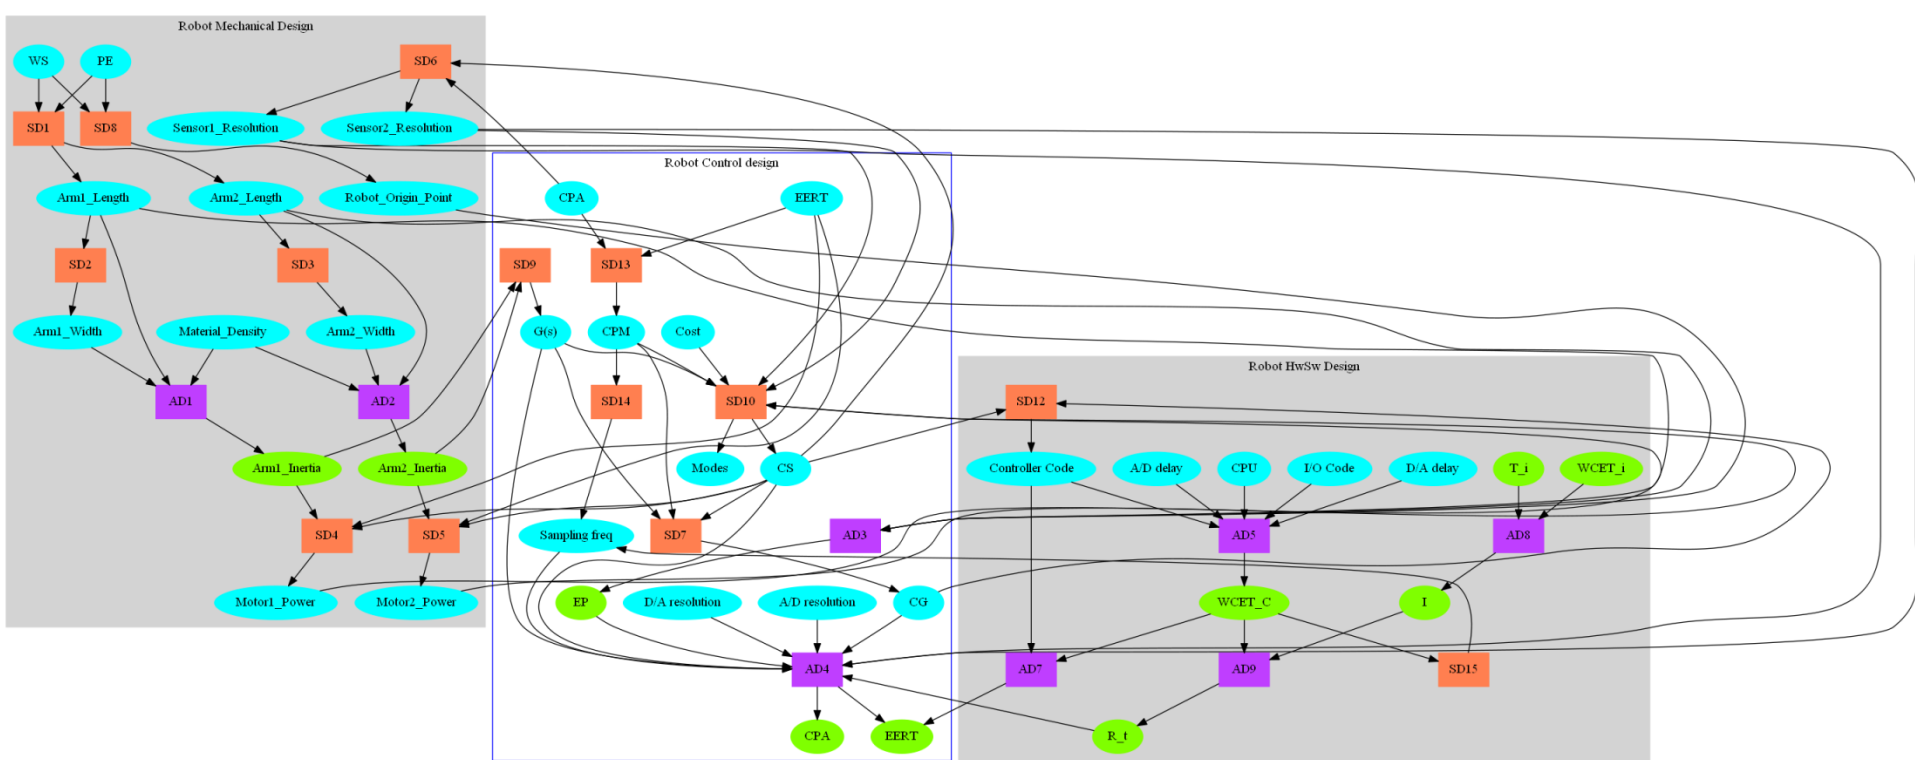 Robot Mechanical Design
WS
PE
SD6
SD1
SD8
Sensor1_Resolution
Sensor2_Resolution
Robot Control design
Arm1_Length
Arm2_Length
Robot_Origin_Point
CPA
EERT
SD2
SD3
SD9
SD13
Arm1_Width
Material_Density
Arm2_Width
G(s)
CPM
Cost
Robot HwSw Design
AD1
AD2
SD14
SD10
SD12
Arm1_Inertia
Arm2_Inertia
Modes
CS
Controller Code
A/D delay
CPU
I/O Code
D/A delay
T_i
WCET_i
SD4
SD5
Sampling freq
SD7
AD3
AD5
AD8
Motor1_Power
Motor2_Power
EP
D/A resolution
A/D resolution
CG
WCET_C
I
AD4
AD7
AD9
SD15
CPA
EERT
R_t